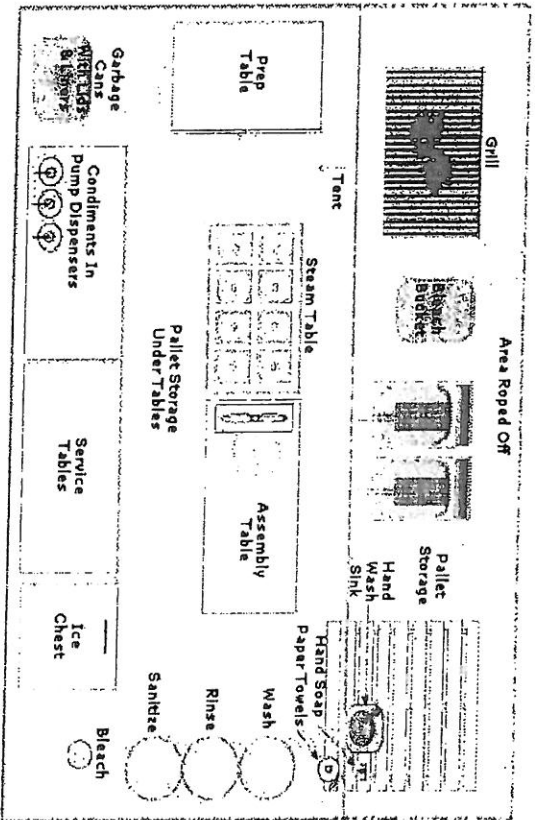 Garbage
Cans
With Lids
& Liners
Prep
Table
Grill
Tent
Condiments In
Pump Dispensers
Steam Table
Bleach
Bucket
Area Roped Off
Pallet Storage
Under Tables
Service
Tables
Assembly
Table
Pallet
Storage
Hand
Wash
Sink
Ice
Chest
Hand Soap
Paper Towels
Wash
Rinse
Sanitize
Bleach